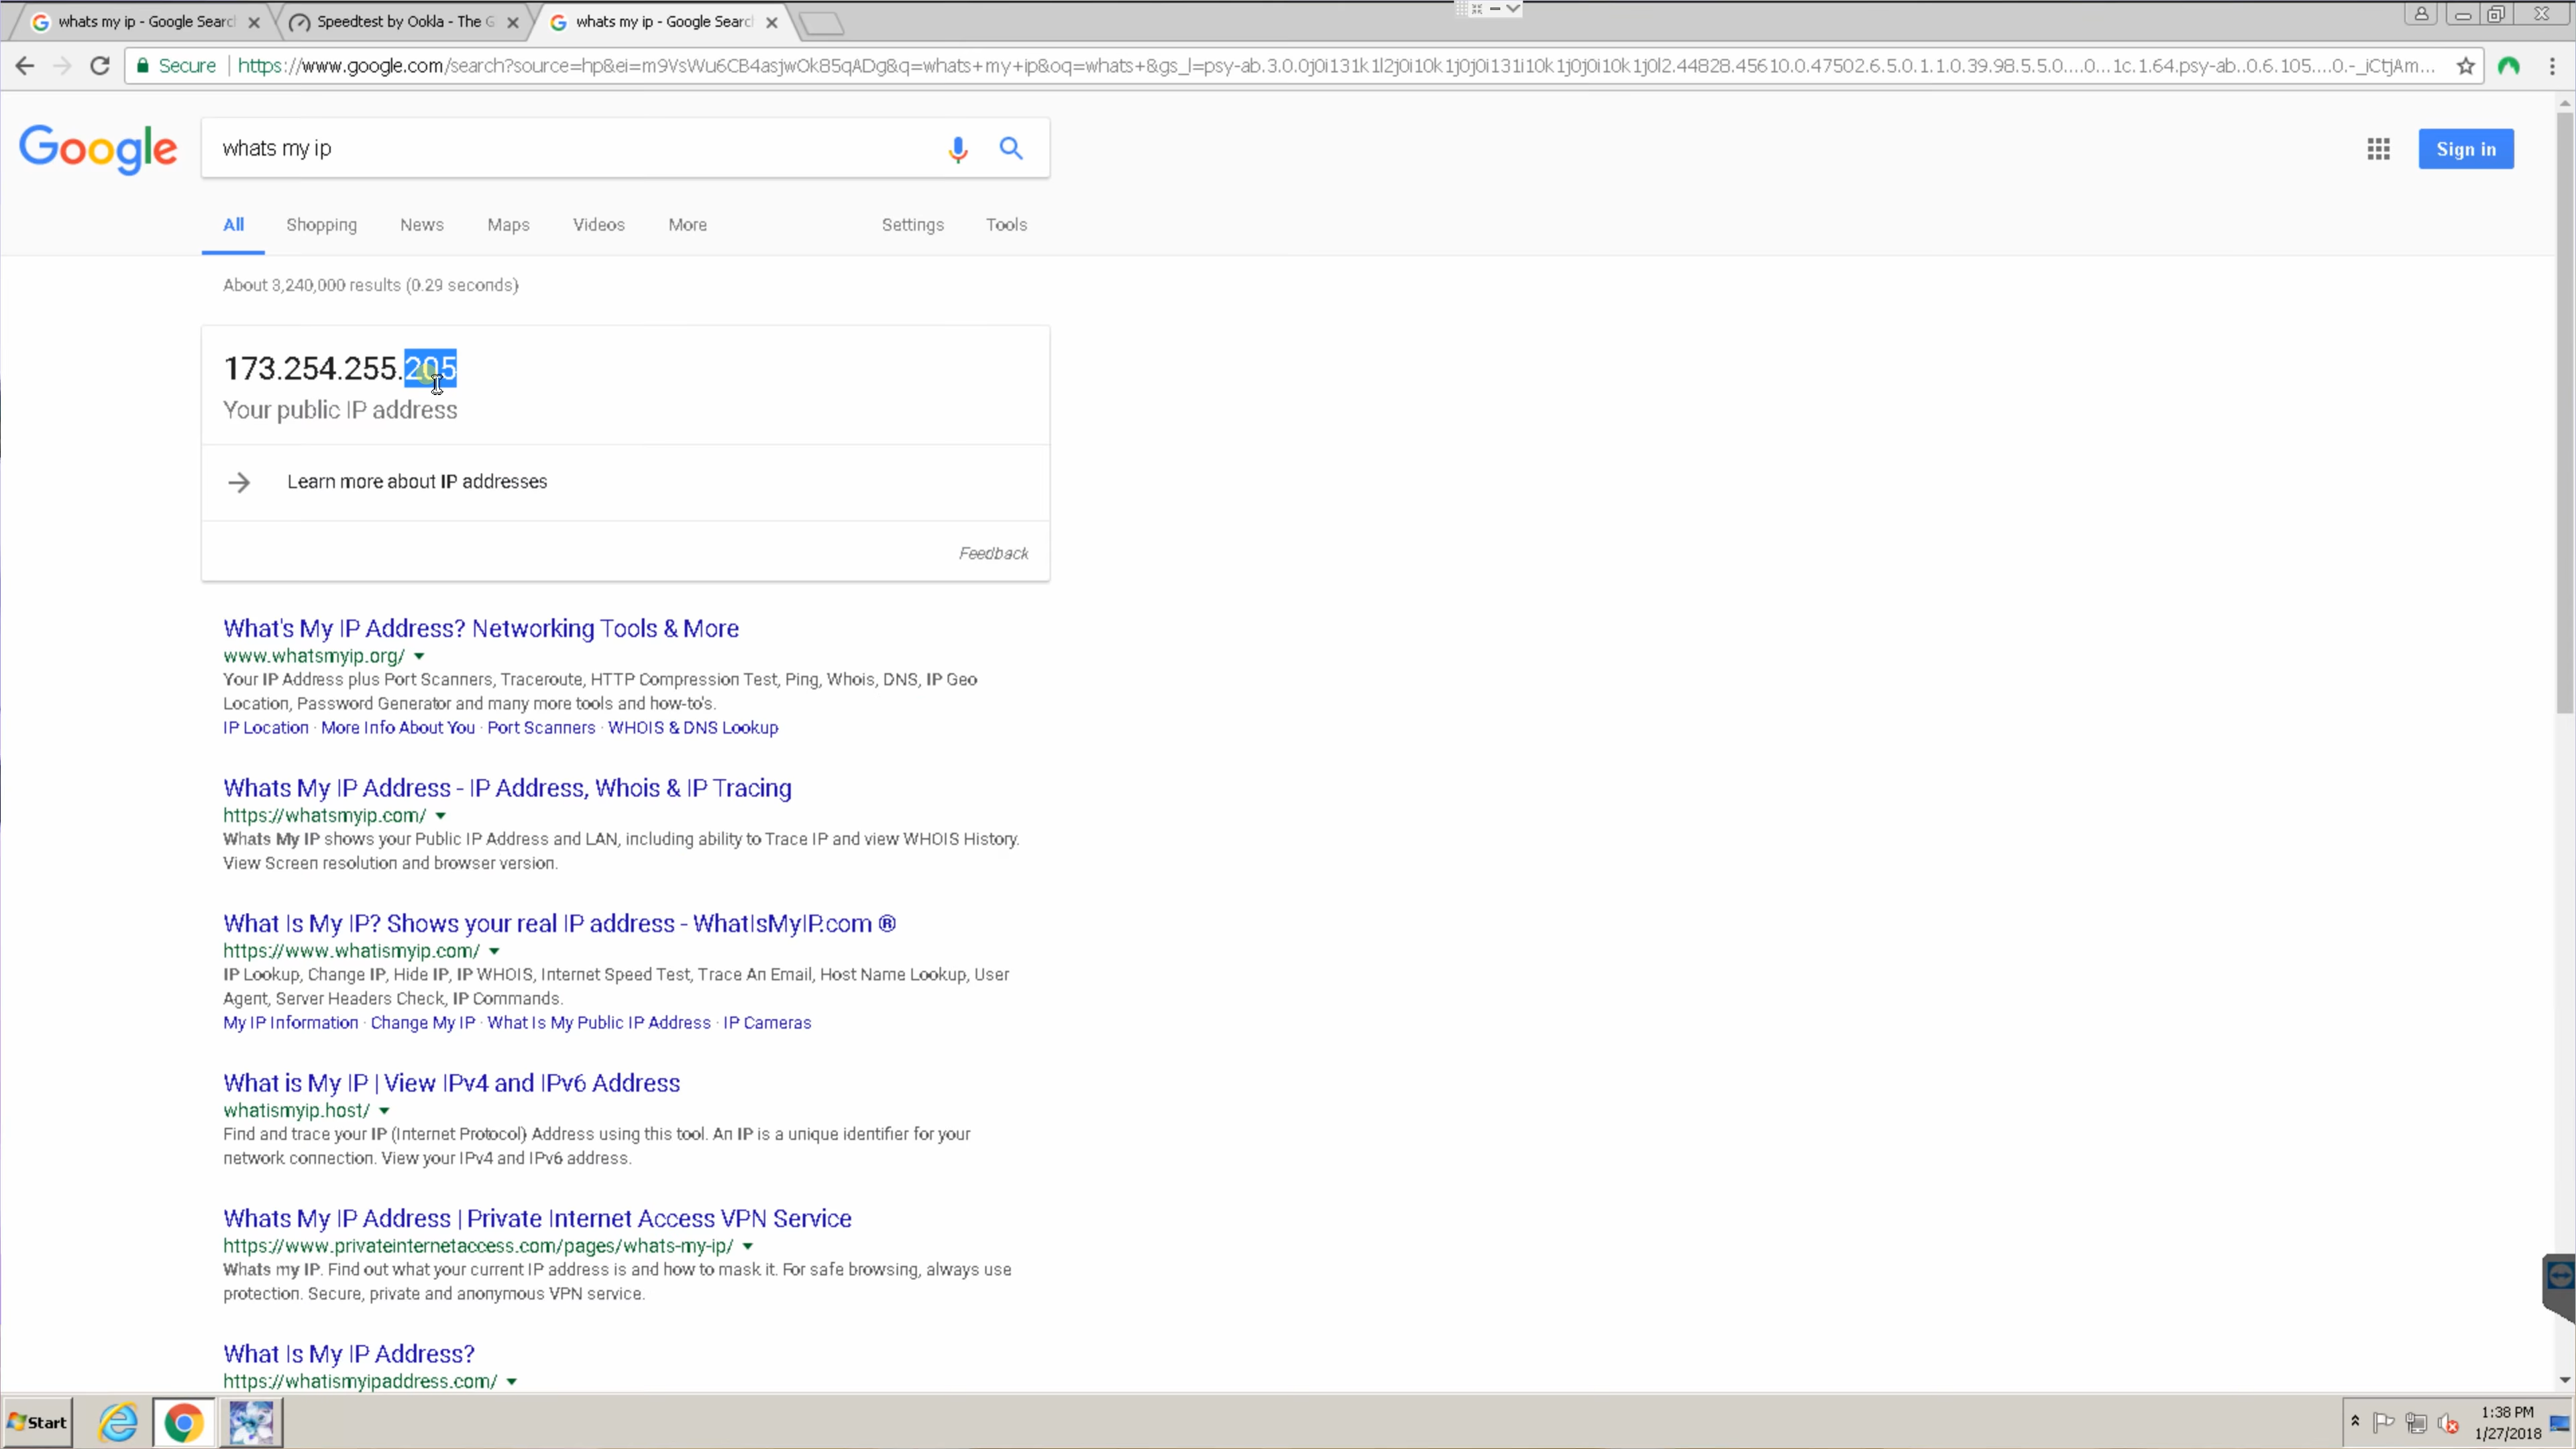 whats my ip - Google Searc
Speedtest by Ookla - The G
whats my ip - Google Searc
Secure
https://www.google.com/search?source=hp&ei=m9VsWu6CB4asjwOk85qADg&q=whats+my+ip&oq=whats+&gs_l=psy-ab.3.0.0j0i131k1l2j0i10k1j0j0i131i10k1j0j0i10k1j0l2.44828.45610.0.47502.6.5.0.1.1.0.39.98.5.5.0....0...1c.1.64.psy-ab..0.6.105....0.-_iCtjAm...
Google
whats my ip
Sign in
All Shopping News Maps Videos More Settings Tools
About 3,240,000 results (0.29 seconds)
173.254.255.205
Your public IP address
Learn more about IP addresses
Feedback
What's My IP Address? Networking Tools & More
www.whatsmyip.org/
Your IP Address plus Port Scanners, Traceroute, HTTP Compression Test, Ping, Whois, DNS, IP Geo
Location, Password Generator and many more tools and how-to's.
IP Location · More Info About You · Port Scanners · WHOIS & DNS Lookup
Whats My IP Address - IP Address, Whois & IP Tracing
https://whatsmyip.com/
Whats My IP shows your Public IP Address and LAN, including ability to Trace IP and view WHOIS History.
View Screen resolution and browser version.
What Is My IP? Shows your real IP address - WhatIsMyIP.com ®
https://www.whatismyip.com/
IP Lookup, Change IP, Hide IP, IP WHOIS, Internet Speed Test, Trace An Email, Host Name Lookup, User
Agent, Server Headers Check, IP Commands.
My IP Information · Change My IP · What Is My Public IP Address · IP Cameras
What is My IP | View IPv4 and IPv6 Address
whatismyip.host/
Find and trace your IP (Internet Protocol) Address using this tool. An IP is a unique identifier for your
network connection. View your IPv4 and IPv6 address.
Whats My IP Address | Private Internet Access VPN Service
https://www.privateinternetaccess.com/pages/whats-my-ip/
Whats my IP. Find out what your current IP address is and how to mask it. For safe browsing, always use
protection. Secure, private and anonymous VPN service.
What Is My IP Address?
https://whatismyipaddress.com/
Start
1:38 PM
1/27/2018